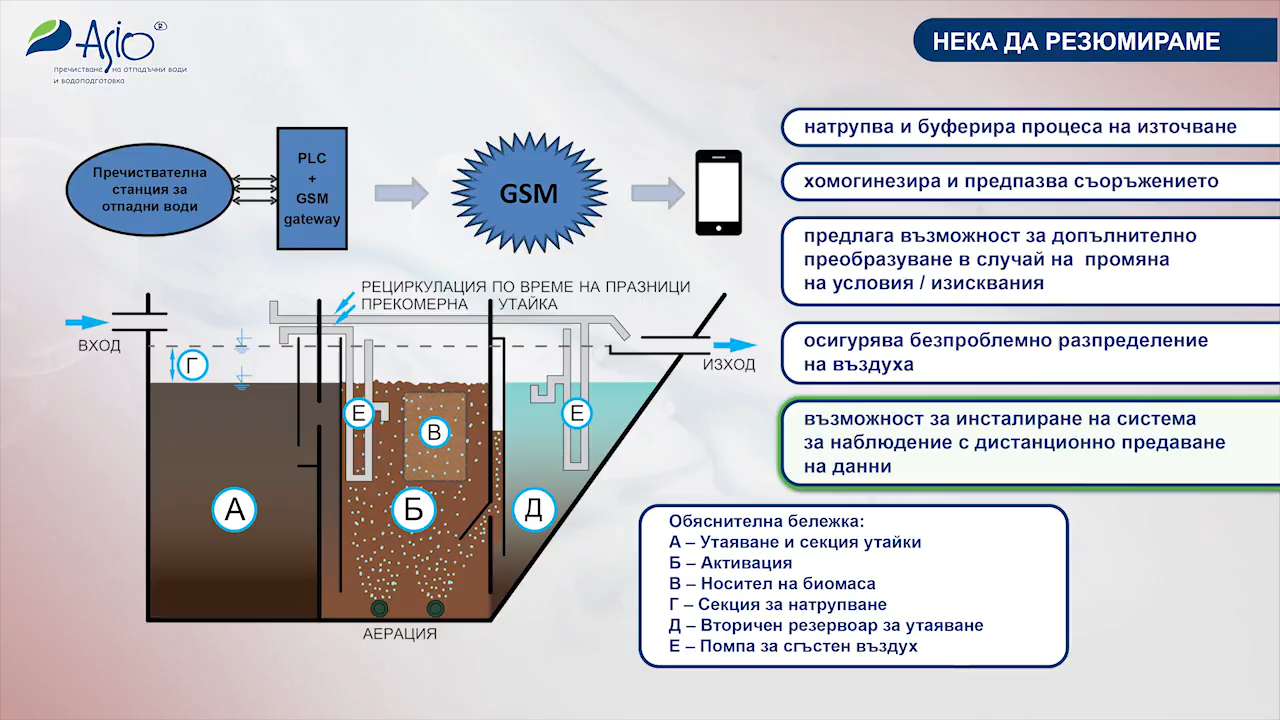 Asio®
пречистване на отпадъчни води
и водоподготовка
НЕКА ДА РЕЗЮМИРАМЕ
Пречиствателна
станция за
отпадни води
PLC
+
GSM
gateway
GSM
натрупва и буферира процеса на източване
хомогинезира и предпазва съоръжението
предлага възможност за допълнително
преобразуване в случай на промяна
на условия / изисквания
осигурява безпроблемно разпределение
на въздуха
възможност за инсталиране на система
за наблюдение с дистанционно предаване
на данни
РЕЦИРКУЛАЦИЯ ПО ВРЕМЕ НА ПРАЗНИЦИ
ПРЕКОМЕРНА УТАЙКА
ВХОД
ИЗХОД
Г
Е
В
Е
А
Б
Д
АЕРАЦИЯ
Обяснителна бележка:
А – Утаяване и секция утайки
Б – Активация
В – Носител на биомаса
Г – Секция за натрупване
Д – Вторичен резервоар за утаяване
Е – Помпа за сгъстен въздух